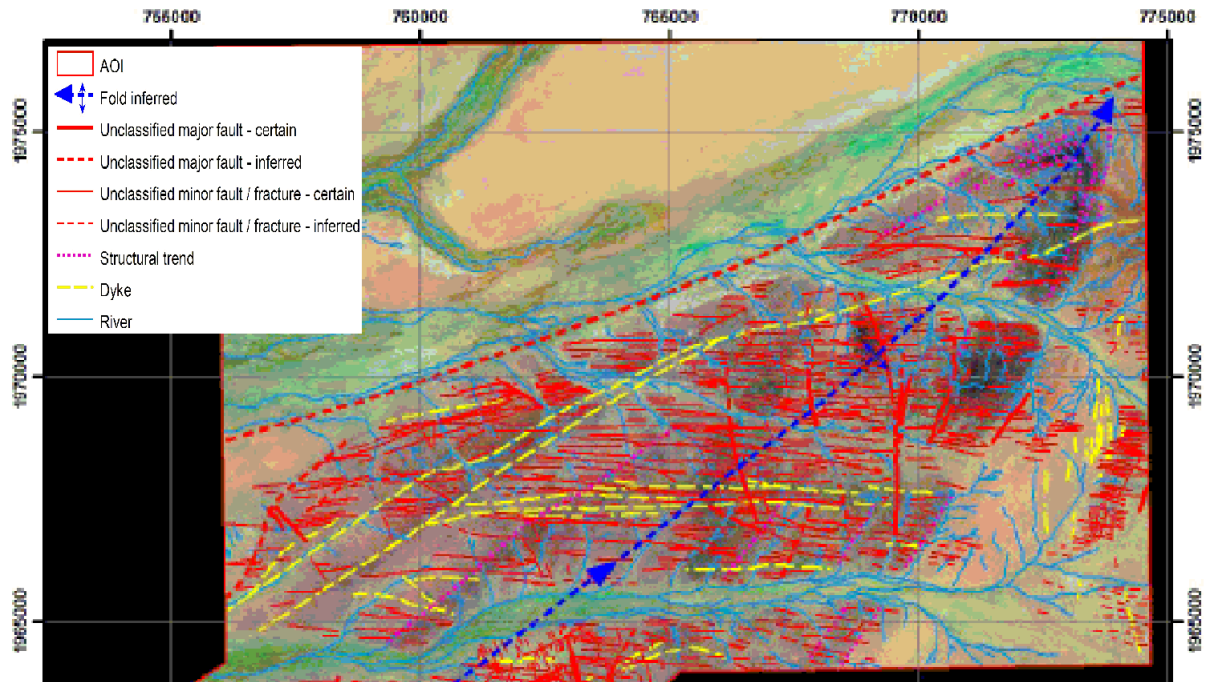 755000 760000 765000 770000 775000
AOI
Fold inferred
Unclassified major fault - certain
Unclassified major fault - inferred
Unclassified minor fault / fracture - certain
Unclassified minor fault / fracture - inferred
Structural trend
Dyke
River
1975000 1975000
1970000 1970000
1965000 1965000